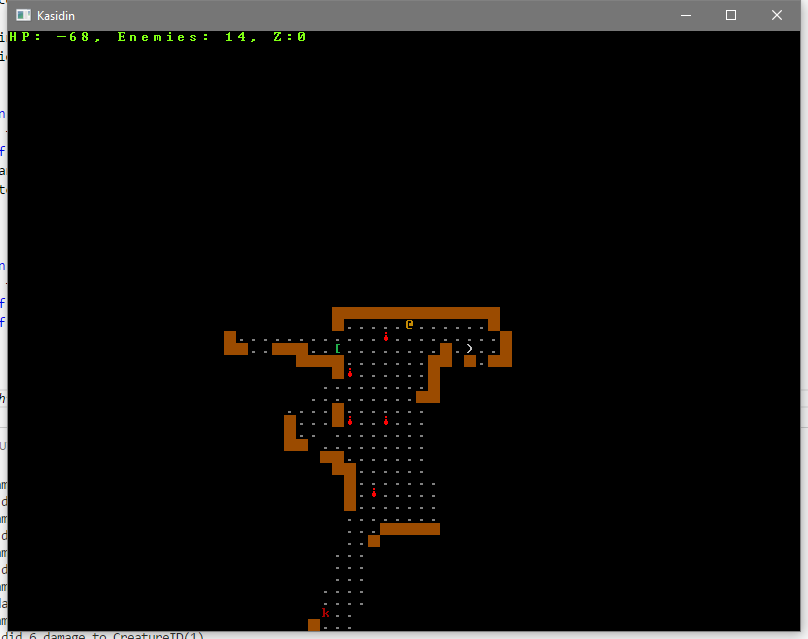 Kasidin
HP: -68, Enemies: 14, Z:0
@
i
[ >
i
i i
i
k
did 6 damage to CreatureID(1)